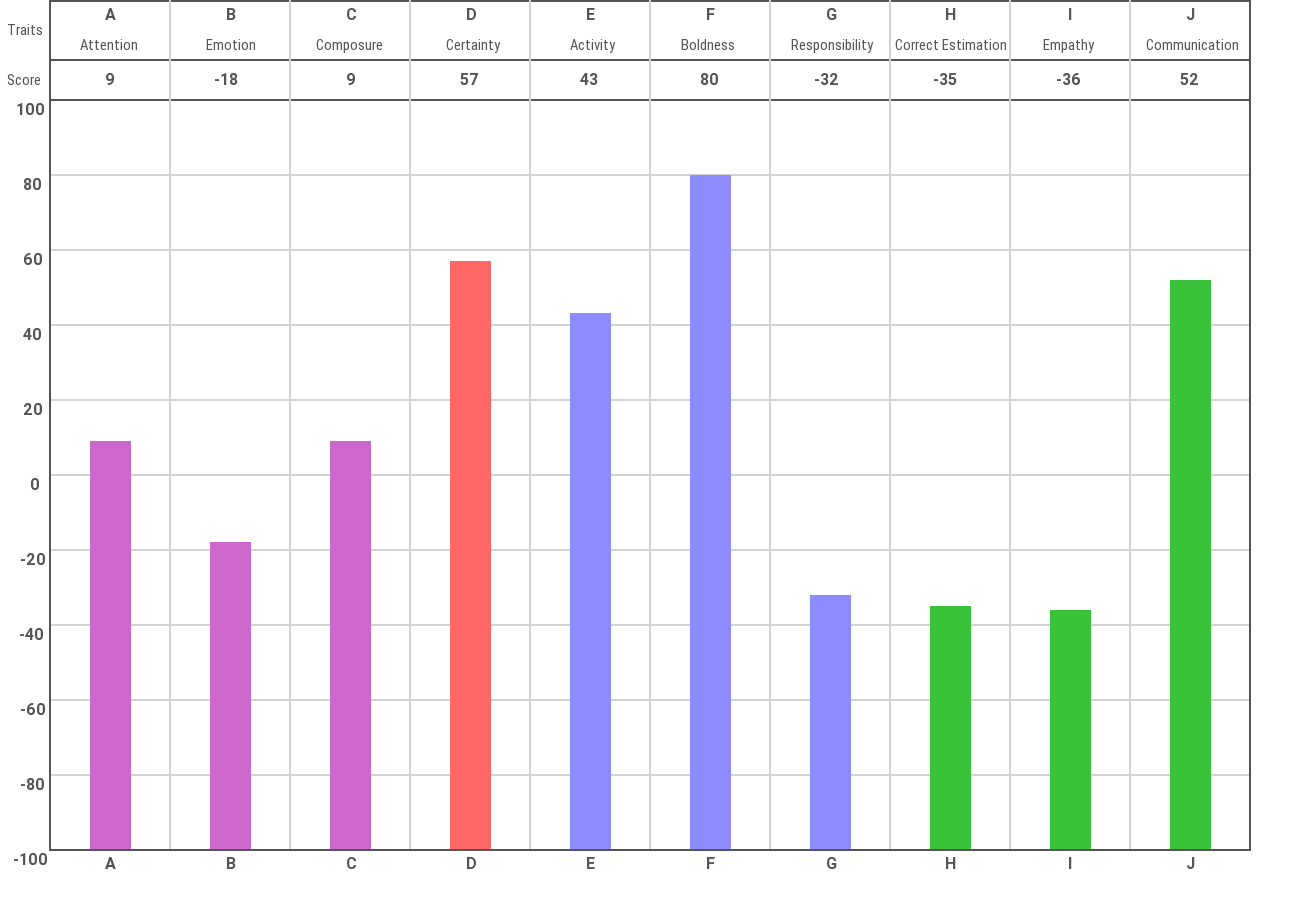 A B C D E F G H I J
Traits
Attention Emotion Composure Certainty Activity Boldness Responsibility Correct Estimation Empathy Communication
Score 9 -18 9 57 43 80 -32 -35 -36 52
100
80
60
40
20
0
-20
-40
-60
-80
-100
A B C D E F G H I J